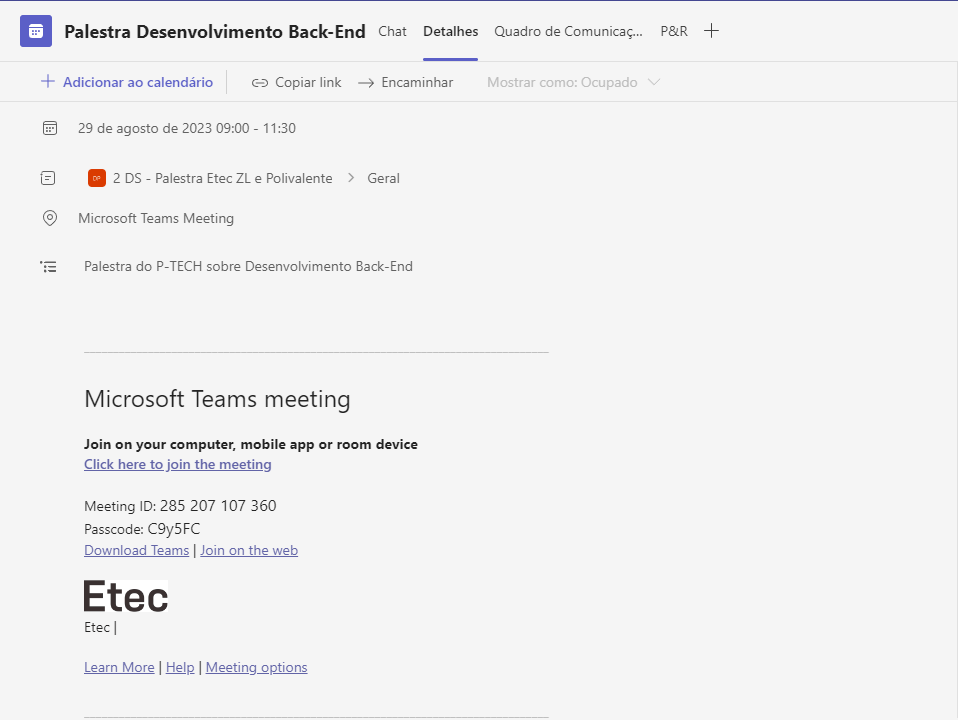 Palestra Desenvolvimento Back-End Chat Detalhes Quadro de Comunicaç... P&R
Adicionar ao calendário Copiar link Encaminhar Mostrar como: Ocupado
29 de agosto de 2023 09:00 - 11:30
DP 2 DS - Palestra Etec ZL e Polivalente > Geral
Microsoft Teams Meeting
Palestra do P-TECH sobre Desenvolvimento Back-End
Microsoft Teams meeting
Join on your computer, mobile app or room device
Click here to join the meeting
Meeting ID: 285 207 107 360
Passcode: C9y5FC
Download Teams | Join on the web
Etec
Etec |
Learn More | Help | Meeting options